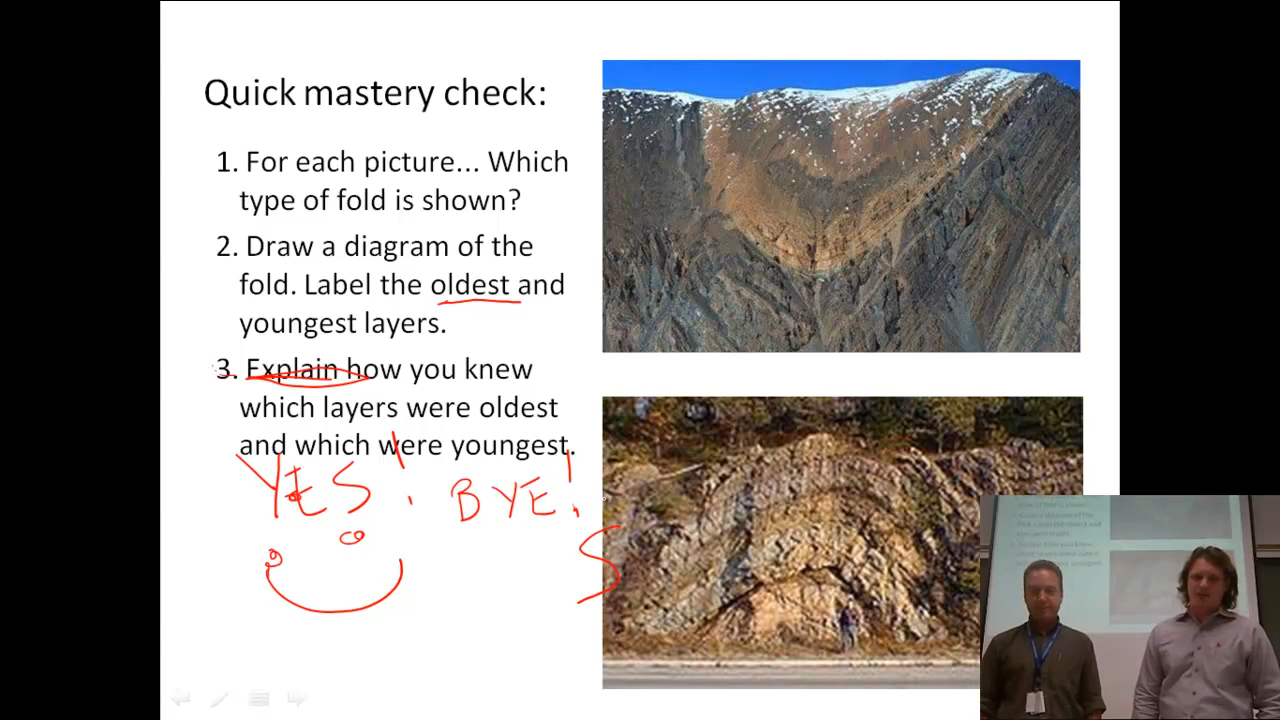 Quick mastery check:
1. For each picture... Which
type of fold is shown?
2. Draw a diagram of the
fold. Label the oldest and
youngest layers.
3. Explain how you knew
which layers were oldest
and which were youngest.
YES! BYE!
S